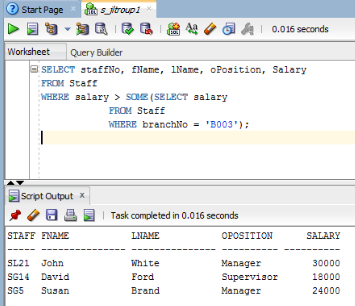 Start Page
s_jtroup1
0.016 seconds
Worksheet Query Builder
SELECT staffNo, fName, lName, oPosition, Salary
FROM Staff
WHERE salary > SOME(SELECT salary
FROM Staff
WHERE branchNo = 'B003');
Script Output
Task completed in 0.016 seconds
STAFF FNAME LNAME OPOSITION SALARY
----- --------------- --------------- ---------- ----------
SL21 John White Manager 30000
SG14 David Ford Supervisor 18000
SG5 Susan Brand Manager 24000